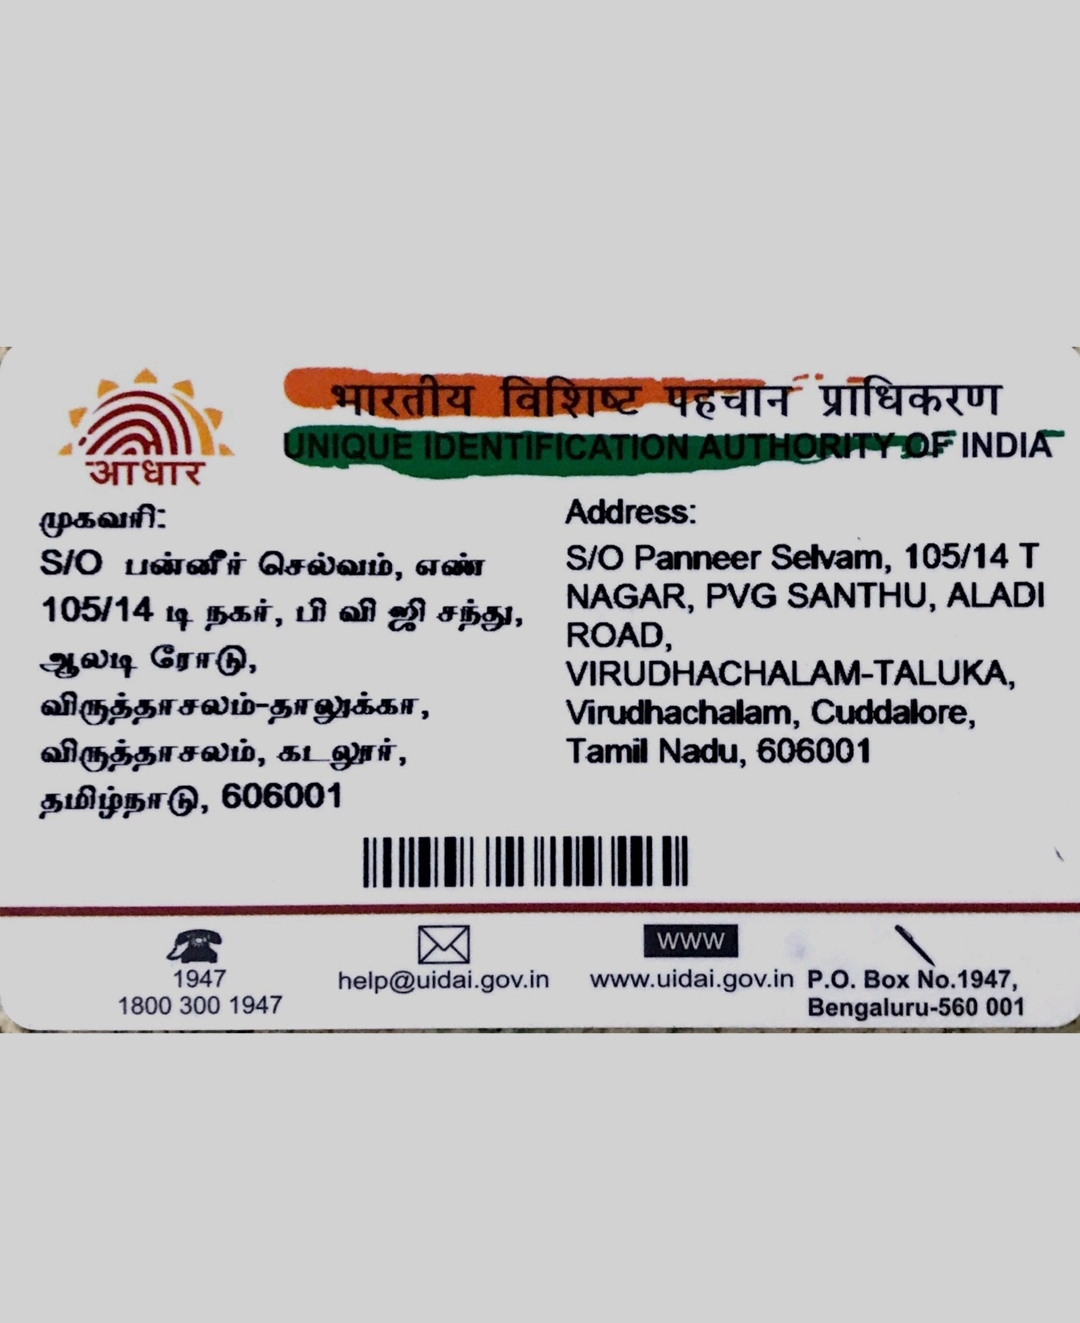 भारतीय विशिष्ट पहचान प्राधिकरण
UNIQUE IDENTIFICATION AUTHORITY OF INDIA
आधार
முகவரி:
S/O பன்னீர் செல்வம், எண்
105/14 டி நகர், பி வி ஜி சந்து,
ஆலடி ரோடு,
விருத்தாசலம்-தாலுக்கா,
விருத்தாசலம், கடலூர்,
தமிழ்நாடு, 606001
Address:
S/O Panneer Selvam, 105/14 T
NAGAR, PVG SANTHU, ALADI
ROAD,
VIRUDHACHALAM-TALUKA,
Virudhachalam, Cuddalore,
Tamil Nadu, 606001
1947
1800 300 1947
help@uidai.gov.in
WWW
www.uidai.gov.in
P.O. Box No.1947,
Bengaluru-560 001